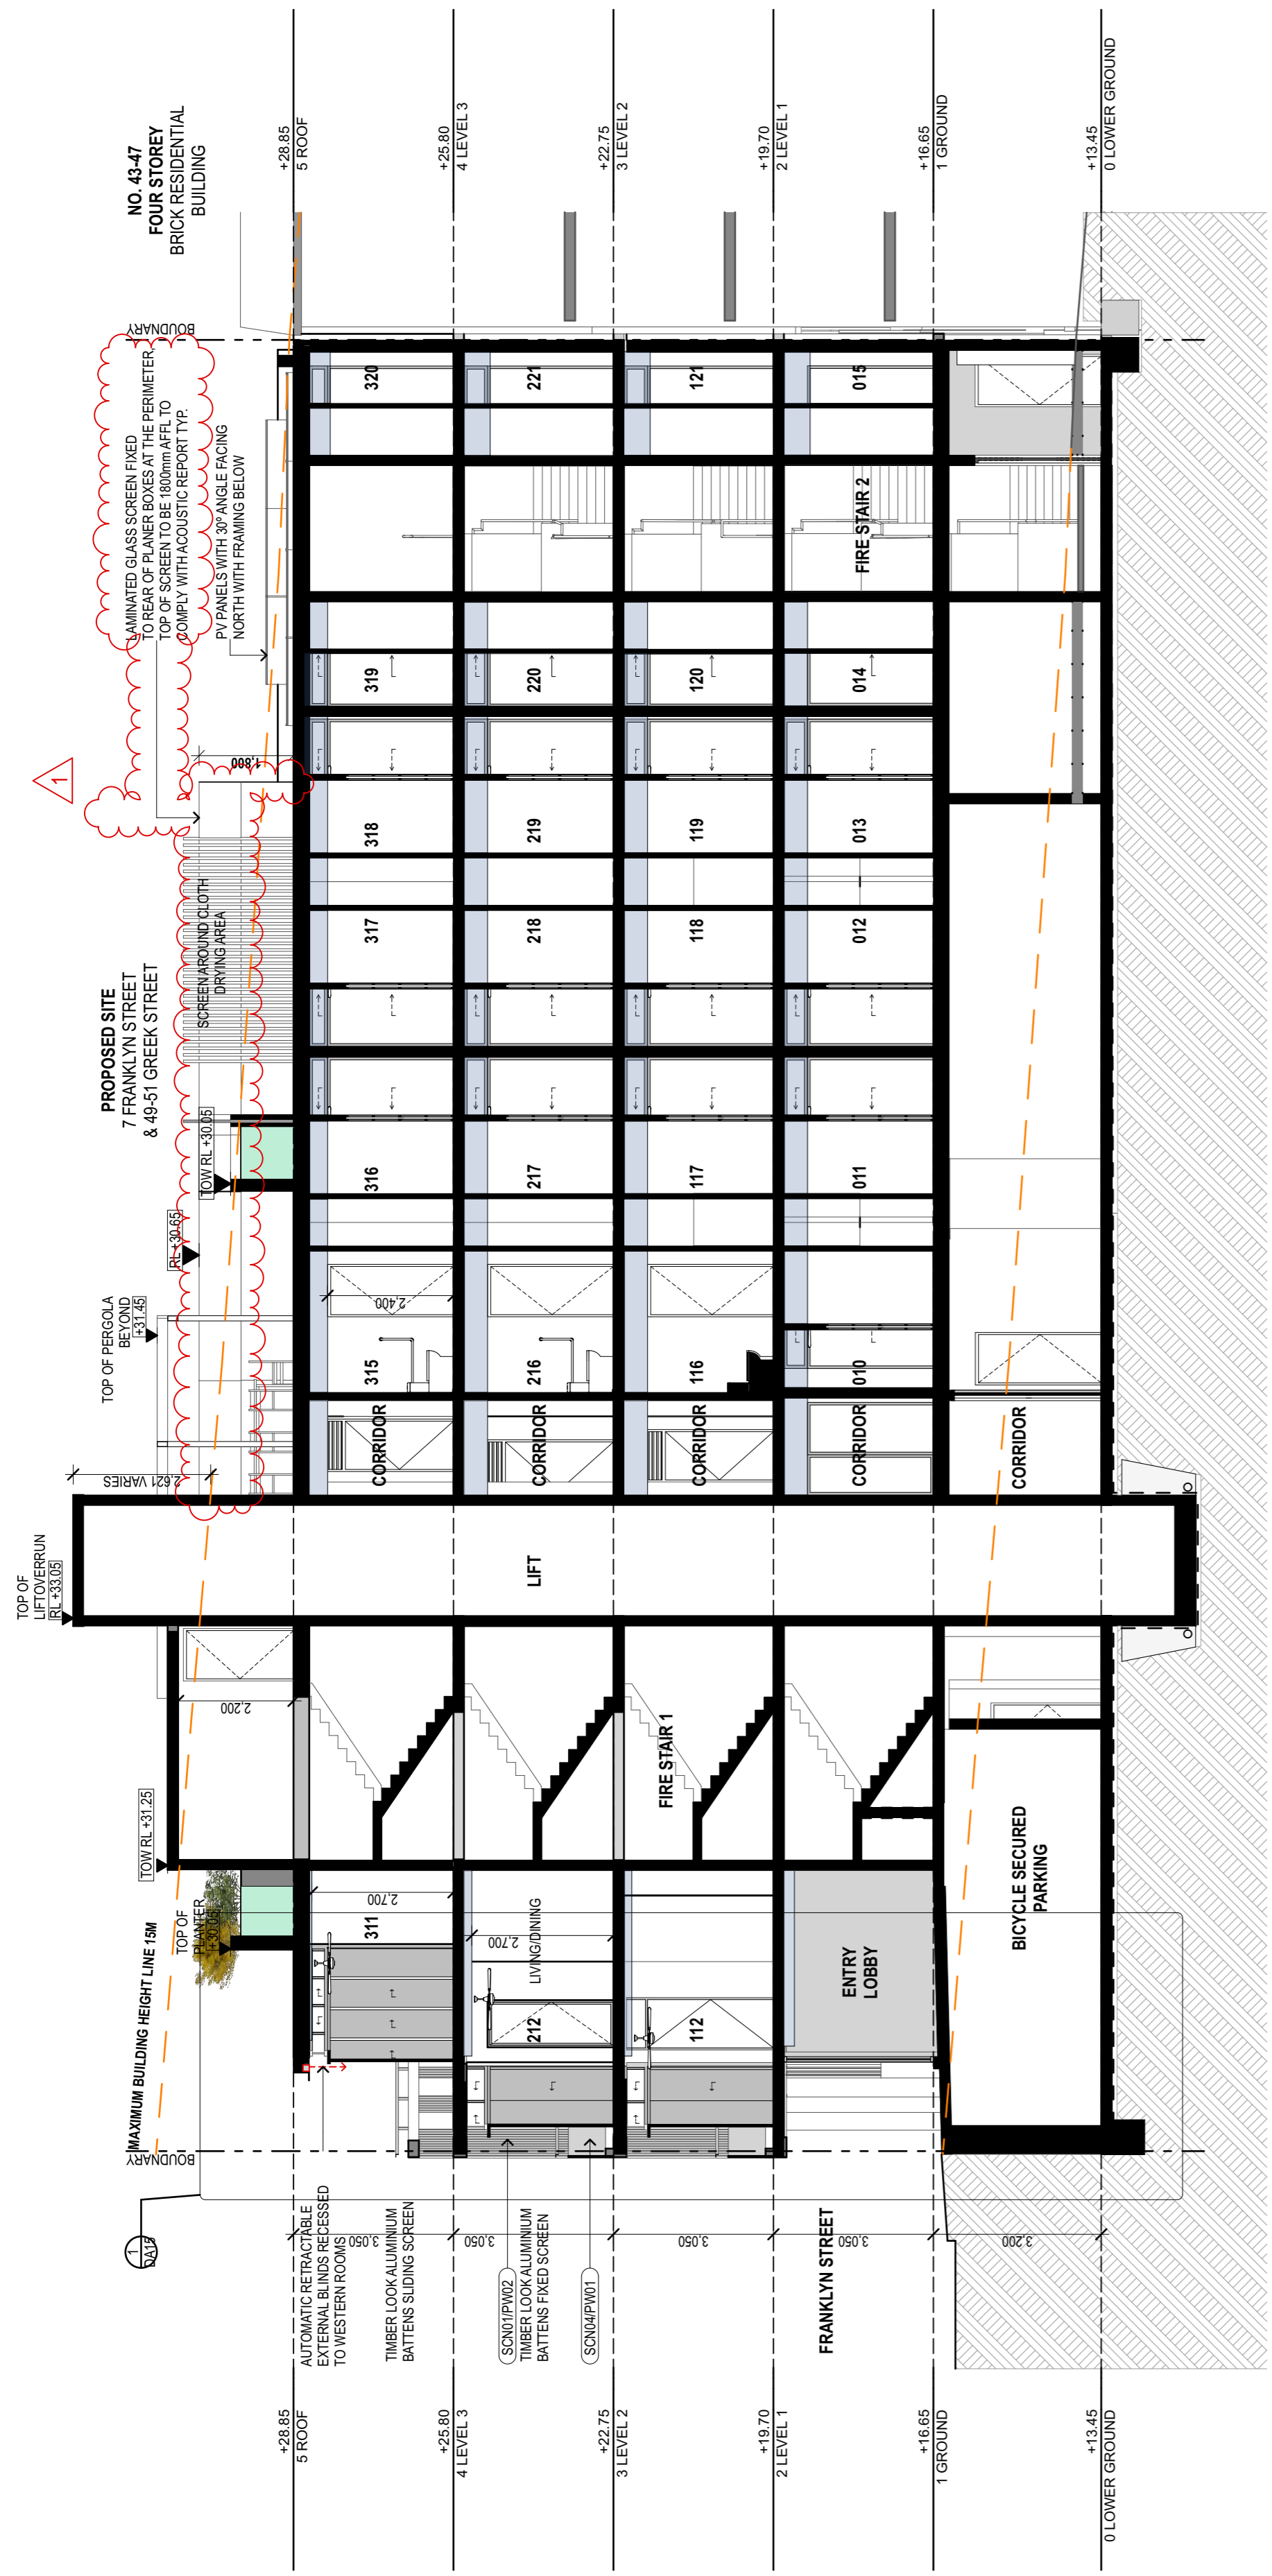 1
DA15
MAXIMUM BUILDING HEIGHT LINE 15M
BOUDNARY
TOP OF
PLANTER
+30.05
TOW RL +31.25
TOP OF
LIFTOVERRUN
RL +33.05
2,621 VARIES
TOP OF PERGOLA
BEYOND
+31.45
RL +30.65
TOW RL +30.05
PROPOSED SITE
7 FRANKLYN STREET
& 49-51 GREEK STREET
SCREEN AROUND CLOTH
DRYING AREA
1
1,800
LAMINATED GLASS SCREEN FIXED
TO REAR OF PLANER BOXES AT THE PERIMETER,
TOP OF SCREEN TO BE 1800mm AFFL TO
COMPLY WITH ACOUSTIC REPORT TYP.
PV PANELS WITH 30º ANGLE FACING
NORTH WITH FRAMING BELOW
BOUDNARY
NO. 43-47
FOUR STOREY
BRICK RESIDENTIAL
BUILDING
+28.85
5 ROOF
+25.80
4 LEVEL 3
+22.75
3 LEVEL 2
+19.70
2 LEVEL 1
+16.65
1 GROUND
+13.45
0 LOWER GROUND
AUTOMATIC RETRACTABLE
EXTERNAL BLINDS RECESSED
TO WESTERN ROOMS
TIMBER LOOK ALUMINIUM
BATTENS SLIDING SCREEN
SCN01/PW02
TIMBER LOOK ALUMINIUM
BATTENS FIXED SCREEN
SCN04/PW01
FRANKLYN STREET
3,050
3,050
3,050
3,050
3,200
2,200
311
2,700
315
2,400
316
317
318
319
320
CORRIDOR
212
LIVING/DINING
2,700
LIFT
CORRIDOR
216
217
218
219
220
221
112
FIRE STAIR 1
CORRIDOR
116
117
118
119
120
121
ENTRY
LOBBY
CORRIDOR
010
011
012
013
014
FIRE STAIR 2
015
BICYCLE SECURED
PARKING
CORRIDOR
+28.85
5 ROOF
+25.80
4 LEVEL 3
+22.75
3 LEVEL 2
+19.70
2 LEVEL 1
+16.65
1 GROUND
+13.45
0 LOWER GROUND